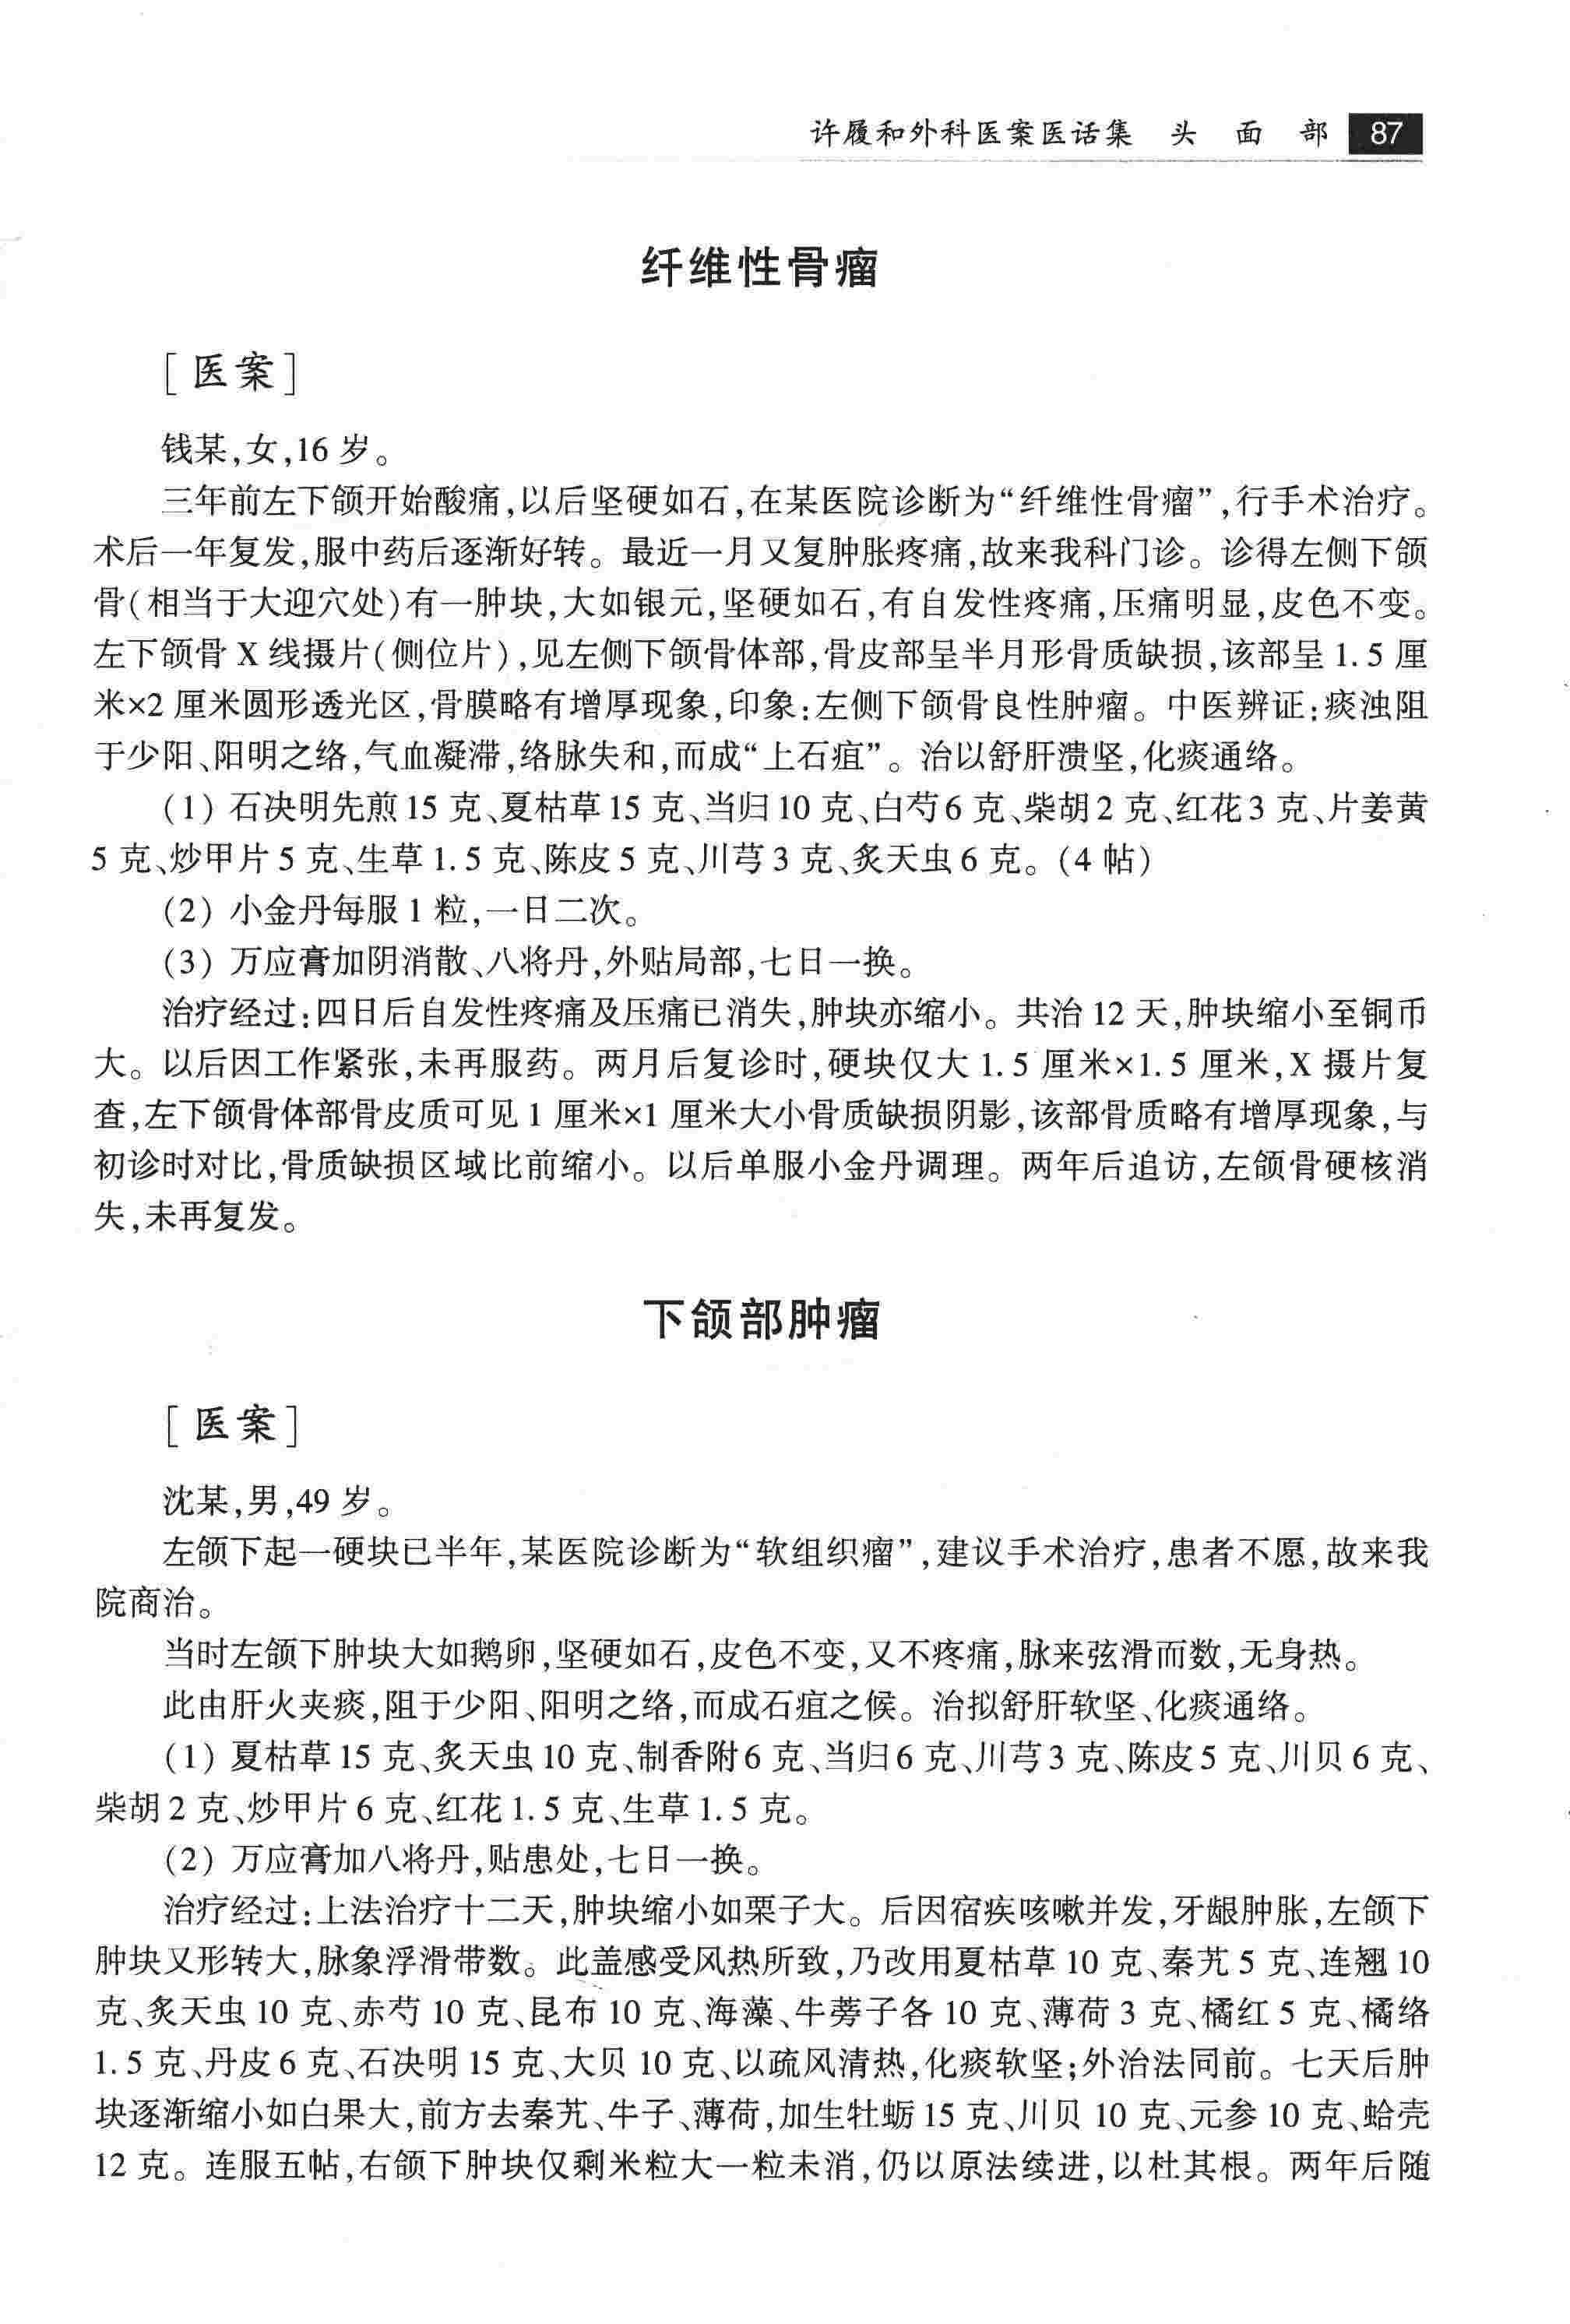 许履和外科医案医话集 头 面 部 87
纤维性骨瘤
[医案]
钱某,女,16 岁。
三年前左下颌开始酸痛,以后坚硬如石,在某医院诊断为“纤维性骨瘤”,行手术治疗。
术后一年复发,服中药后逐渐好转。最近一月又复肿胀疼痛,故来我科门诊。诊得左侧下颌
骨(相当于大迎穴处)有一肿块,大如银元,坚硬如石,有自发性疼痛,压痛明显,皮色不变。
左下颌骨 X 线摄片(侧位片),见左侧下颌骨体部,骨皮部呈半月形骨质缺损,该部呈 1.5 厘
米×2 厘米圆形透光区,骨膜略有增厚现象,印象:左侧下颌骨良性肿瘤。中医辨证:痰浊阻
于少阳、阳明之络,气血凝滞,络脉失和,而成“上石疽”。治以舒肝溃坚,化痰通络。
(1) 石决明先煎 15 克、夏枯草 15 克、当归 10 克、白芍 6 克、柴胡 2 克、红花 3 克、片姜黄
5 克、炒甲片 5 克、生草 1.5 克、陈皮 5 克、川芎 3 克、炙天虫 6 克。(4 帖)
(2) 小金丹每服 1 粒,一日二次。
(3) 万应膏加阴消散、八将丹,外贴局部,七日一换。
治疗经过:四日后自发性疼痛及压痛已消失,肿块亦缩小。共治 12 天,肿块缩小至铜币
大。以后因工作紧张,未再服药。两月后复诊时,硬块仅大 1.5 厘米×1.5 厘米,X 摄片复
查,左下颌骨体部骨皮质可见 1 厘米×1 厘米大小骨质缺损阴影,该部骨质略有增厚现象,与
初诊时对比,骨质缺损区域比前缩小。以后单服小金丹调理。两年后追访,左颌骨硬核消
失,未再复发。
下颌部肿瘤
[医案]
沈某,男,49 岁。
左颌下起一硬块已半年,某医院诊断为“软组织瘤”,建议手术治疗,患者不愿,故来我
院商治。
当时左颌下肿块大如鹅卵,坚硬如石,皮色不变,又不疼痛,脉来弦滑而数,无身热。
此由肝火夹痰,阻于少阳、阳明之络,而成石疽之候。治拟舒肝软坚、化痰通络。
(1) 夏枯草 15 克、炙天虫 10 克、制香附 6 克、当归 6 克、川芎 3 克、陈皮 5 克、川贝 6 克、
柴胡 2 克、炒甲片 6 克、红花 1.5 克、生草 1.5 克。
(2) 万应膏加八将丹,贴患处,七日一换。
治疗经过:上法治疗十二天,肿块缩小如栗子大。后因宿疾咳嗽并发,牙龈肿胀,左颌下
肿块又形转大,脉象浮滑带数。此盖感受风热所致,乃改用夏枯草 10 克、秦艽 5 克、连翘 10
克、炙天虫 10 克、赤芍 10 克、昆布 10 克、海藻、牛蒡子各 10 克、薄荷 3 克、橘红 5 克、橘络
1.5 克、丹皮 6 克、石决明 15 克、大贝 10 克、以疏风清热,化痰软坚;外治法同前。七天后肿
块逐渐缩小如白果大,前方去秦艽、牛子、薄荷,加生牡蛎 15 克、川贝 10 克、元参 10 克、蛤壳
12 克。连服五帖,右颌下肿块仅剩米粒大一粒未消,仍以原法续进,以杜其根。两年后随